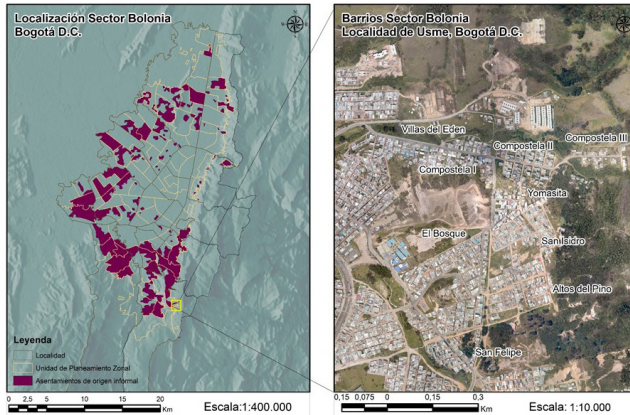 Localización Sector Bolonia
Bogotá D.C.
Leyenda
Localidad
Unidad de Planeamiento Zonal
Asentamientos de origen informal
0 2,5 5 10 15 20
Km
Escala:1:400.000
Barrios Sector Bolonia
Localidad de Usme, Bogotá D.C.
Villas del Eden
Compostela II
Compostela III
Compostela I
Yomasita
El Bosque
San Isidro
Altos del Pino
San Felipe
0,15 0,075 0 0,15 0,3
Km
Escala: 1:10.000